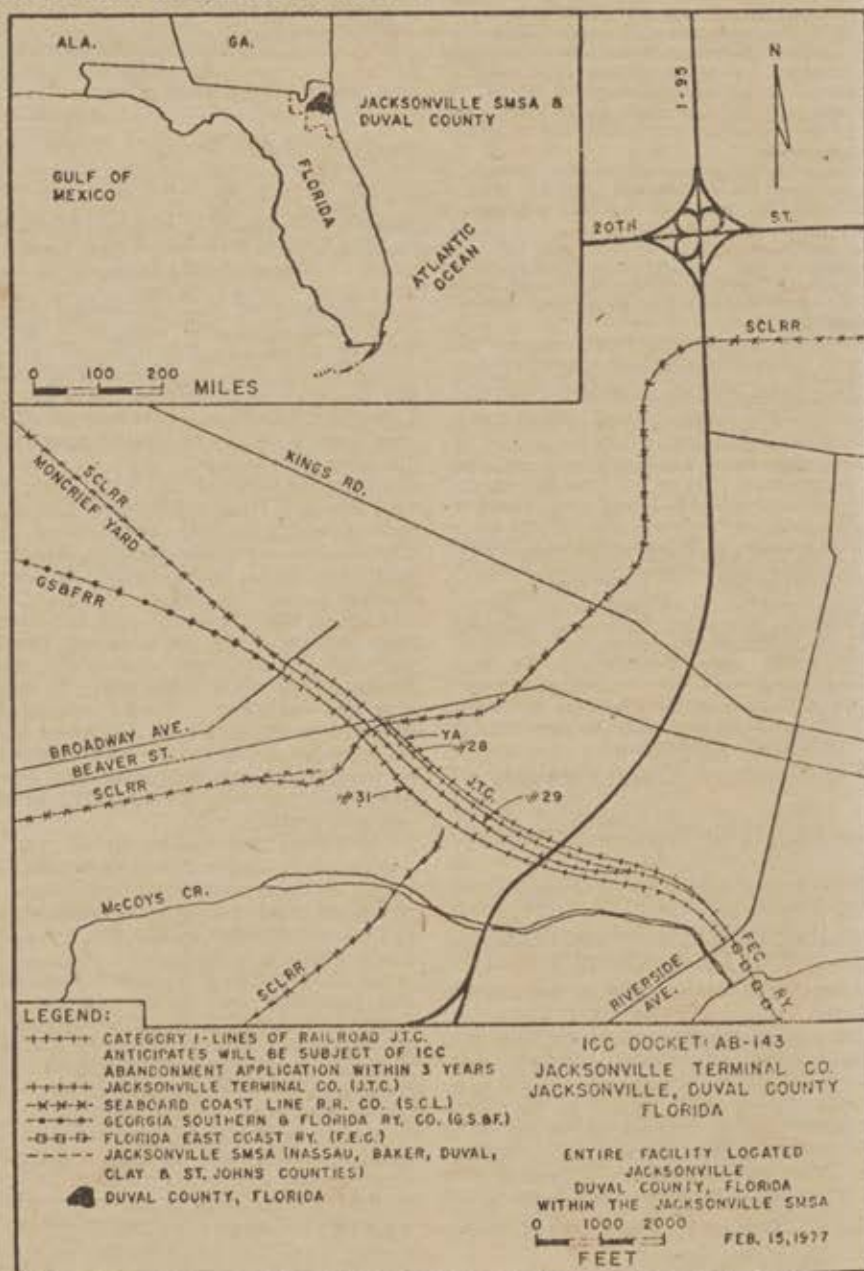 ALA.
GA.
JACKSONVILLE SMSA &
DUVAL COUNTY
GULF OF
MEXICO
FLORIDA
ATLANTIC
OCEAN
0 100 200
MILES
I-95
N
20TH ST.
SCLRR
KINGS RD.
SCLRR
MONCRIEF YARD
GS&FRR
BROADWAY AVE.
BEAVER ST.
SCLRR
YA
#28
J.T.C.
#29
#31
McCOYS CR.
SCLRR
RIVERSIDE
AVE.
FEC RY.
LEGEND:
CATEGORY 1-LINES OF RAILROAD J.T.C.
ANTICIPATES WILL BE SUBJECT OF ICC
ABANDONMENT APPLICATION WITHIN 3 YEARS
JACKSONVILLE TERMINAL CO. (J.T.C.)
SEABOARD COAST LINE R.R. CO. (S.C.L.)
GEORGIA SOUTHERN & FLORIDA RY. CO. (G.S.&F.)
FLORIDA EAST COAST RY. (F.E.C.)
JACKSONVILLE SMSA (NASSAU, BAKER, DUVAL,
CLAY & ST. JOHNS COUNTIES)
DUVAL COUNTY, FLORIDA
ICC DOCKET: AB-143
JACKSONVILLE TERMINAL CO.
JACKSONVILLE, DUVAL COUNTY
FLORIDA
ENTIRE FACILITY LOCATED
JACKSONVILLE
DUVAL COUNTY, FLORIDA
WITHIN THE JACKSONVILLE SMSA
0 1000 2000
FEET
FEB. 15, 1977